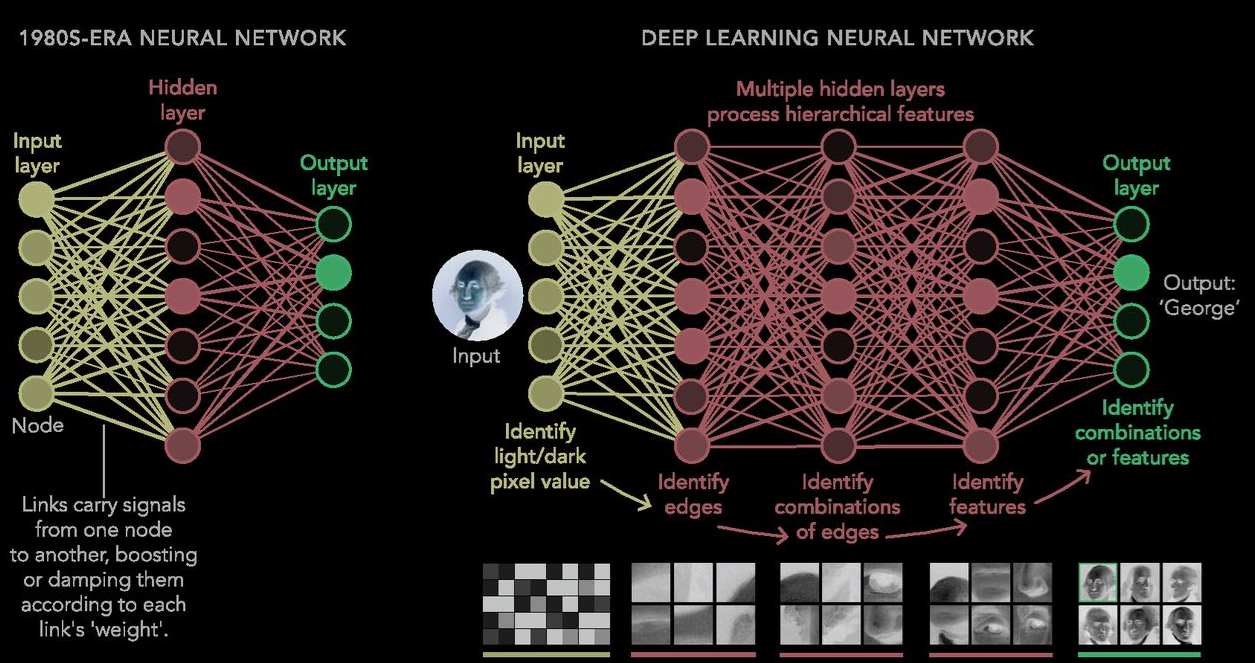 1980S-ERA NEURAL NETWORK
Hidden
layer
Input
layer
Output
layer
Node
Links carry signals
from one node
to another, boosting
or damping them
according to each
link's 'weight'.
DEEP LEARNING NEURAL NETWORK
Multiple hidden layers
process hierarchical features
Input
layer
Output
layer
Input
Output:
‘George‘
Identify
light/dark
pixel value
Identify
edges
Identify
combinations
of edges
Identify
features
Identify
combinations
or features